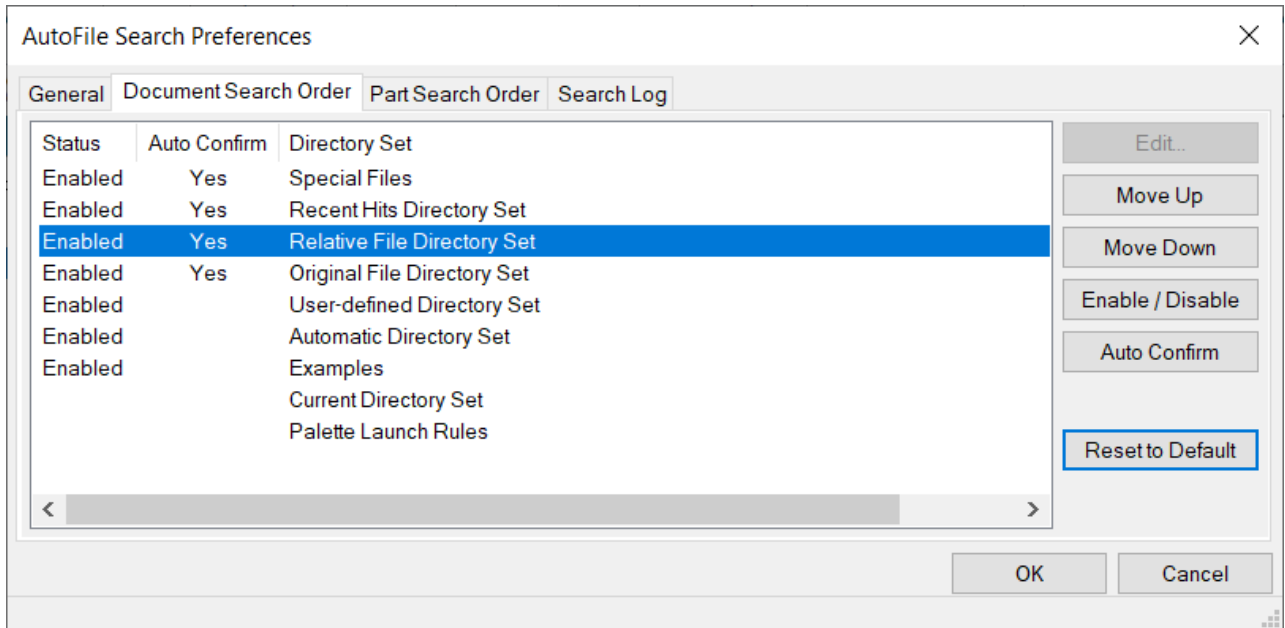 AutoFile Search Preferences
General Document Search Order Part Search Order Search Log
Status Auto Confirm Directory Set
Enabled Yes Special Files
Enabled Yes Recent Hits Directory Set
Enabled Yes Relative File Directory Set
Enabled Yes Original File Directory Set
Enabled User-defined Directory Set
Enabled Automatic Directory Set
Enabled Examples
Current Directory Set
Palette Launch Rules
Edit...
Move Up
Move Down
Enable / Disable
Auto Confirm
Reset to Default
OK Cancel